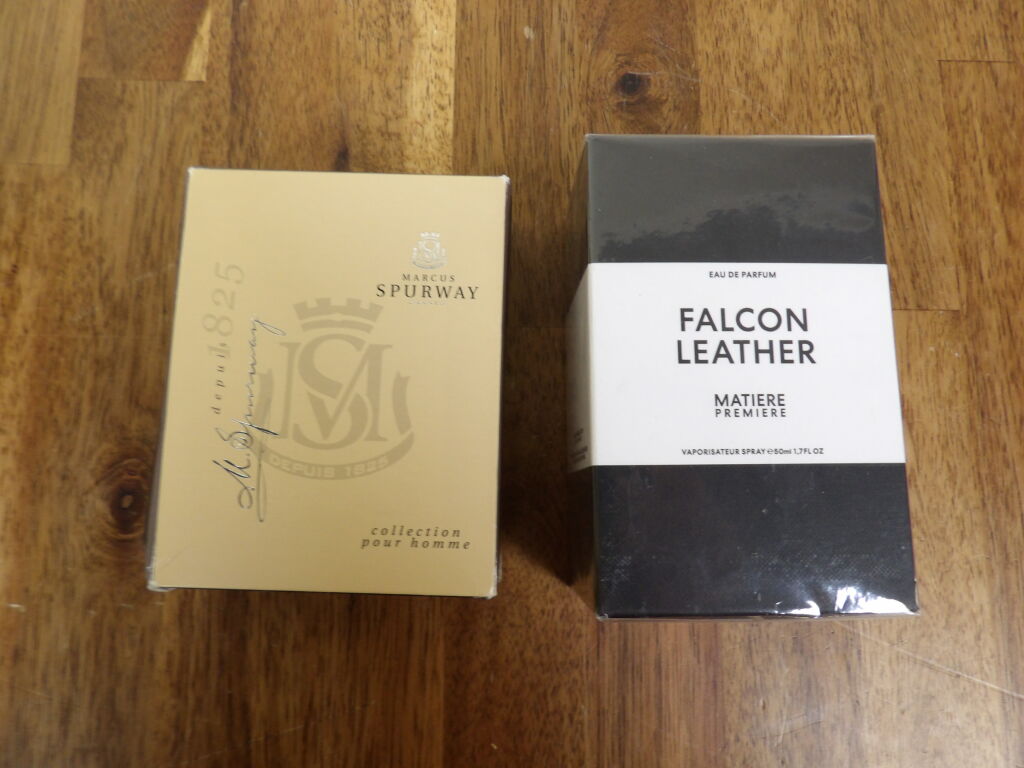 MARCUS
SPURWAY
depuis 1825
M. Spurway
SM
DEPUIS 1825
collection
pour homme
EAU DE PARFUM
FALCON
LEATHER
MATIERE
PREMIERE
VAPORISATEUR SPRAY ℮50ml 1,7FL OZ